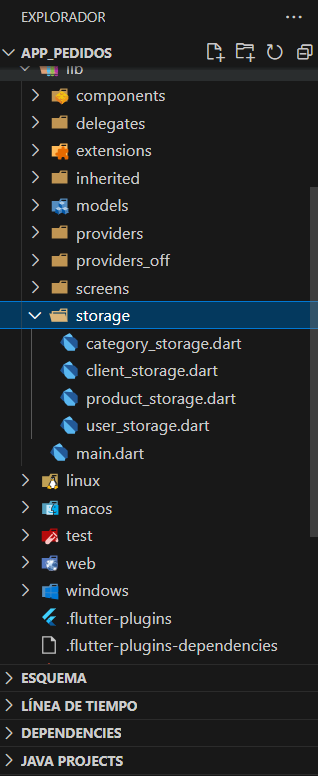 EXPLORADOR
APP_PEDIDOS
lib
components
delegates
extensions
inherited
models
providers
providers_off
screens
storage
category_storage.dart
client_storage.dart
product_storage.dart
user_storage.dart
main.dart
linux
macos
test
web
windows
.flutter-plugins
.flutter-plugins-dependencies
ESQUEMA
LÍNEA DE TIEMPO
DEPENDENCIES
JAVA PROJECTS